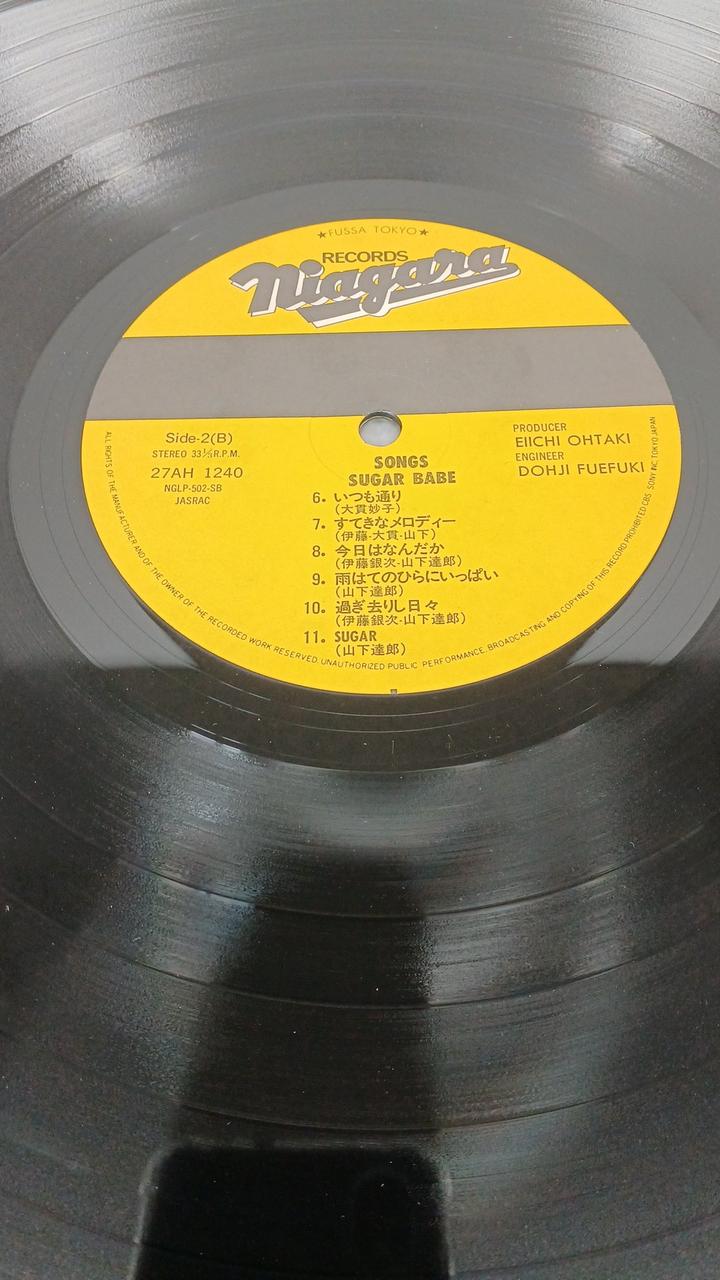 ★FUSSA TOKYO★
RECORDS
Niagara
Side-2(B)
STEREO 33⅓R.P.M.
27AH 1240
NGLP-502-SB
JASRAC
PRODUCER
EIICHI OHTAKI
ENGINEER
DOHJI FUEFUKI
SONGS
SUGAR BABE
6. いつも通り
(大貫妙子)
7. すてきなメロディー
(伊藤-大貫-山下)
8. 今日はなんだか
(伊藤銀次-山下達郎)
9. 雨はてのひらにいっぱい
(山下達郎)
10. 過ぎ去りし日々
(伊藤銀次-山下達郎)
11. SUGAR
(山下達郎)
ALL RIGHTS OF THE MANUFACTURER AND OF THE OWNER OF THE RECORDED WORK RESERVED. UNAUTHORIZED PUBLIC PERFORMANCE, BROADCASTING AND COPYING OF THIS RECORD PROHIBITED CBS SONY INC. TOKYO JAPAN